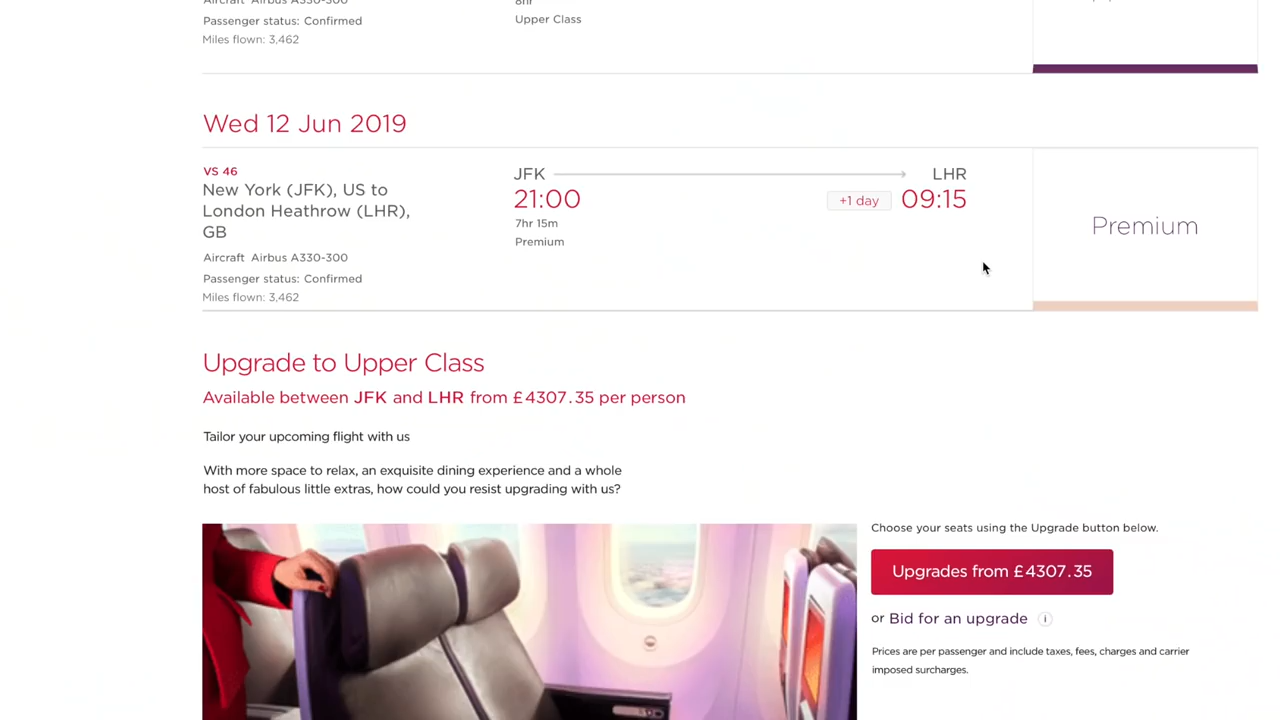 Aircraft Airbus A330-300
8hr
Passenger status: Confirmed
Upper Class
Miles flown: 3,462
Wed 12 Jun 2019
VS 46
New York (JFK), US to
London Heathrow (LHR),
GB
Aircraft Airbus A330-300
Passenger status: Confirmed
Miles flown: 3,462
JFK
LHR
21:00
+1 day
09:15
7hr 15m
Premium
Premium
Upgrade to Upper Class
Available between JFK and LHR from £4307.35 per person
Tailor your upcoming flight with us
With more space to relax, an exquisite dining experience and a whole
host of fabulous little extras, how could you resist upgrading with us?
Choose your seats using the Upgrade button below.
Upgrades from £4307.35
or Bid for an upgrade i
Prices are per passenger and include taxes, fees, charges and carrier
imposed surcharges.